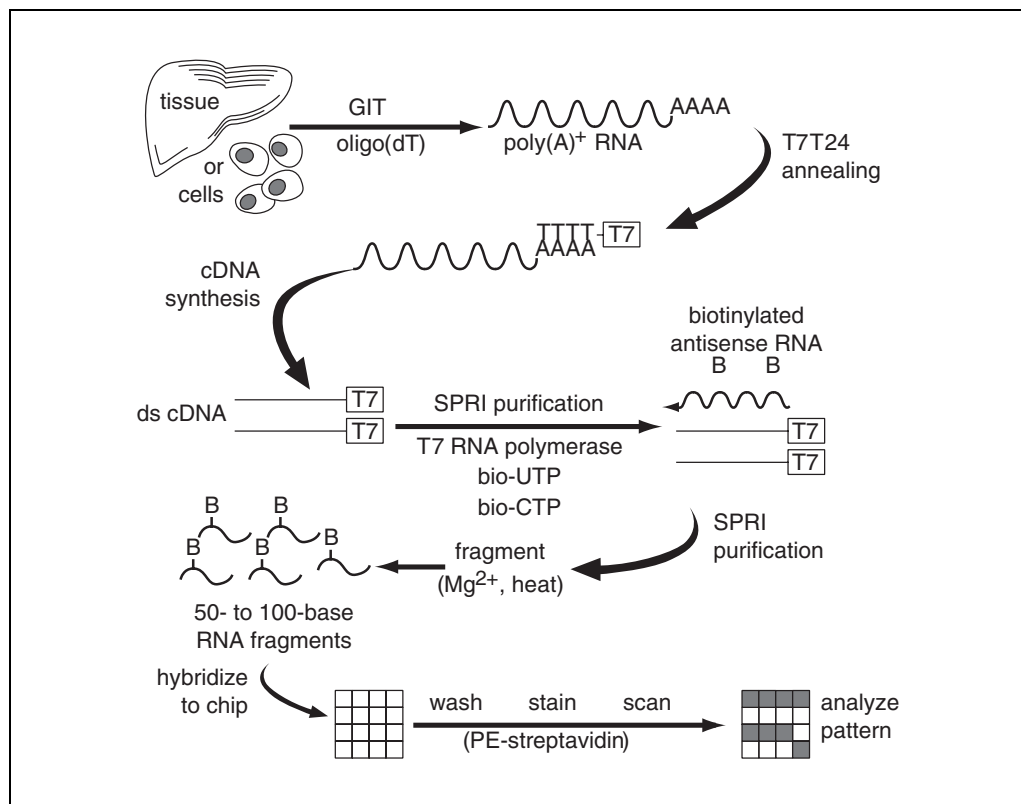 tissue
or
cells
GIT
oligo(dT)
AAAA
poly(A)+ RNA
T7T24
annealing
TTTT T7
AAAA
cDNA
synthesis
biotinylated
antisense RNA
B B
ds cDNA
T7
T7
SPRI purification
T7 RNA polymerase
bio-UTP
bio-CTP
T7
T7
SPRI
purification
fragment
(Mg2+, heat)
B B
B B B
50- to 100-base
RNA fragments
hybridize
to chip
wash stain scan
(PE-streptavidin)
analyze
pattern